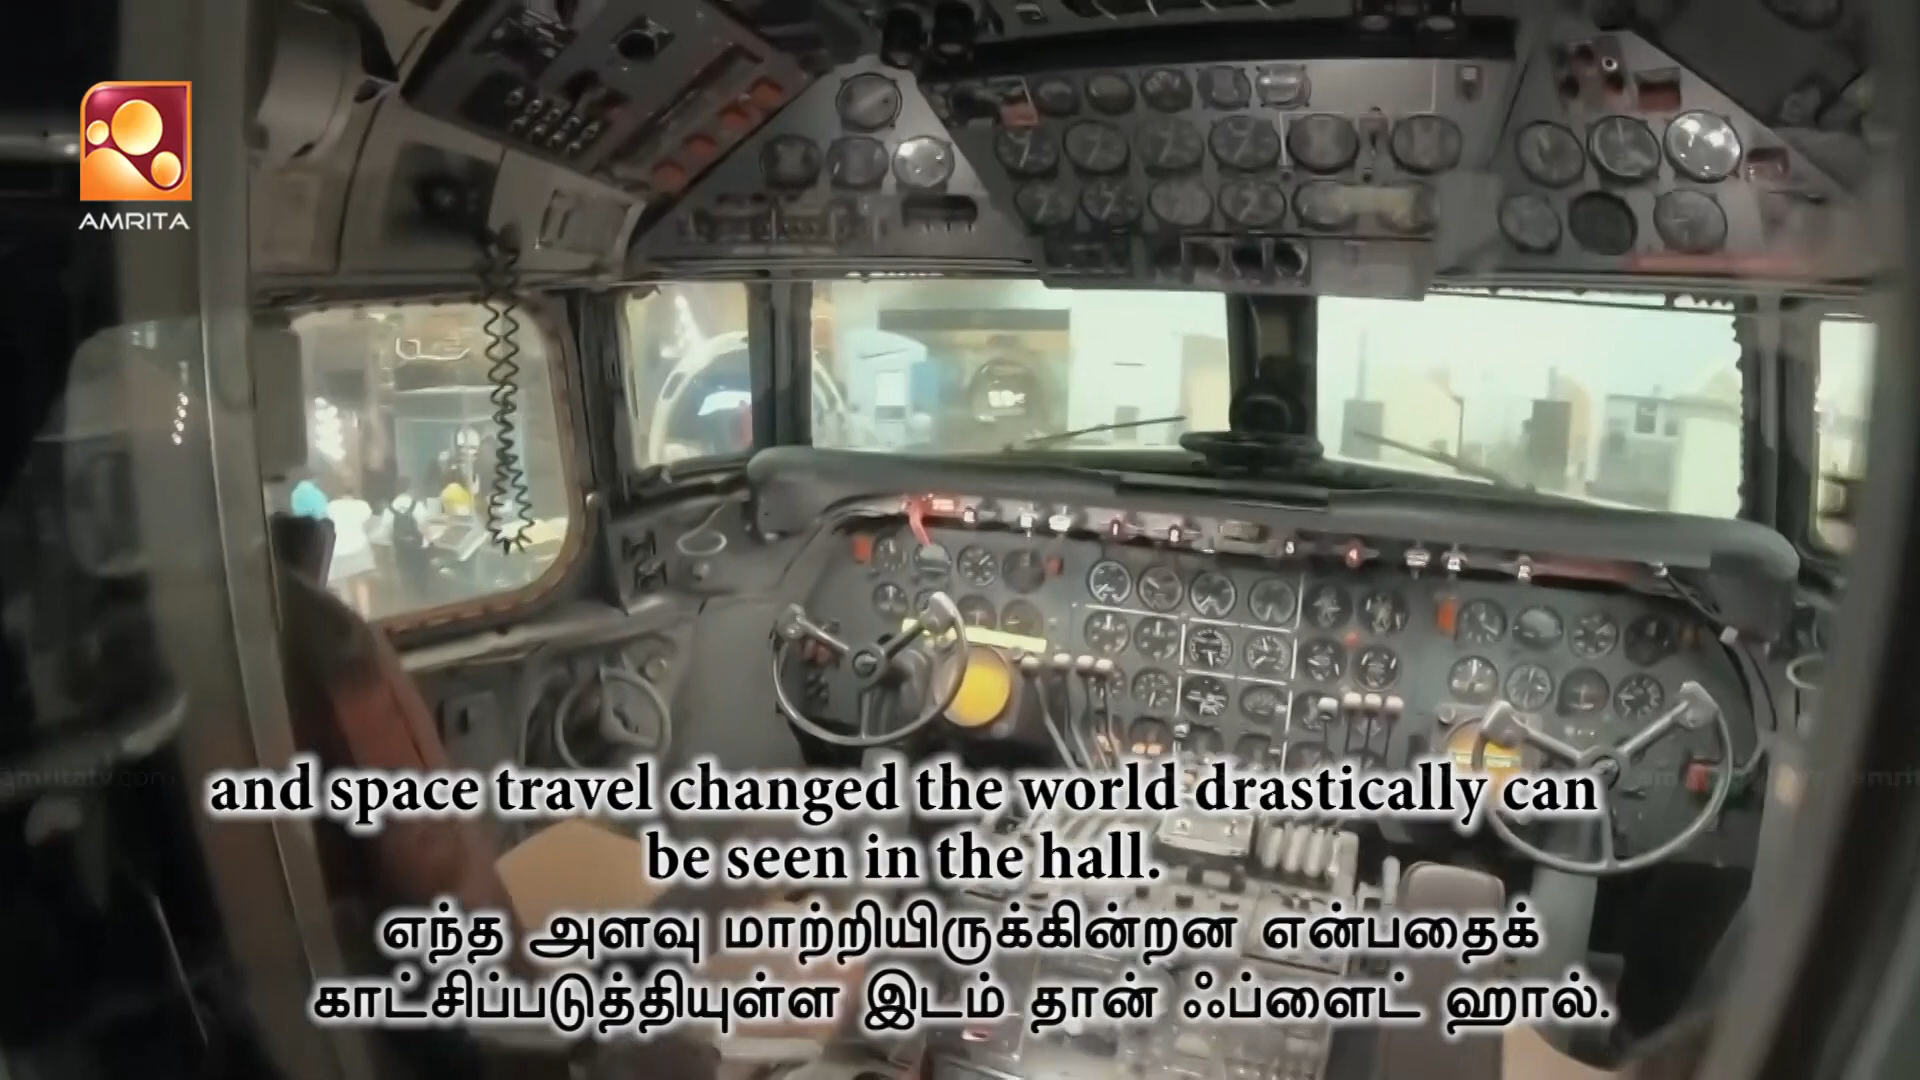 AMRITA
and space travel changed the world drastically can
be seen in the hall.
எந்த அளவு மாற்றியிருக்கின்றன என்பதைக்
காட்சிப்படுத்தியுள்ள இடம் தான் ஃப்ளைட் ஹால்.